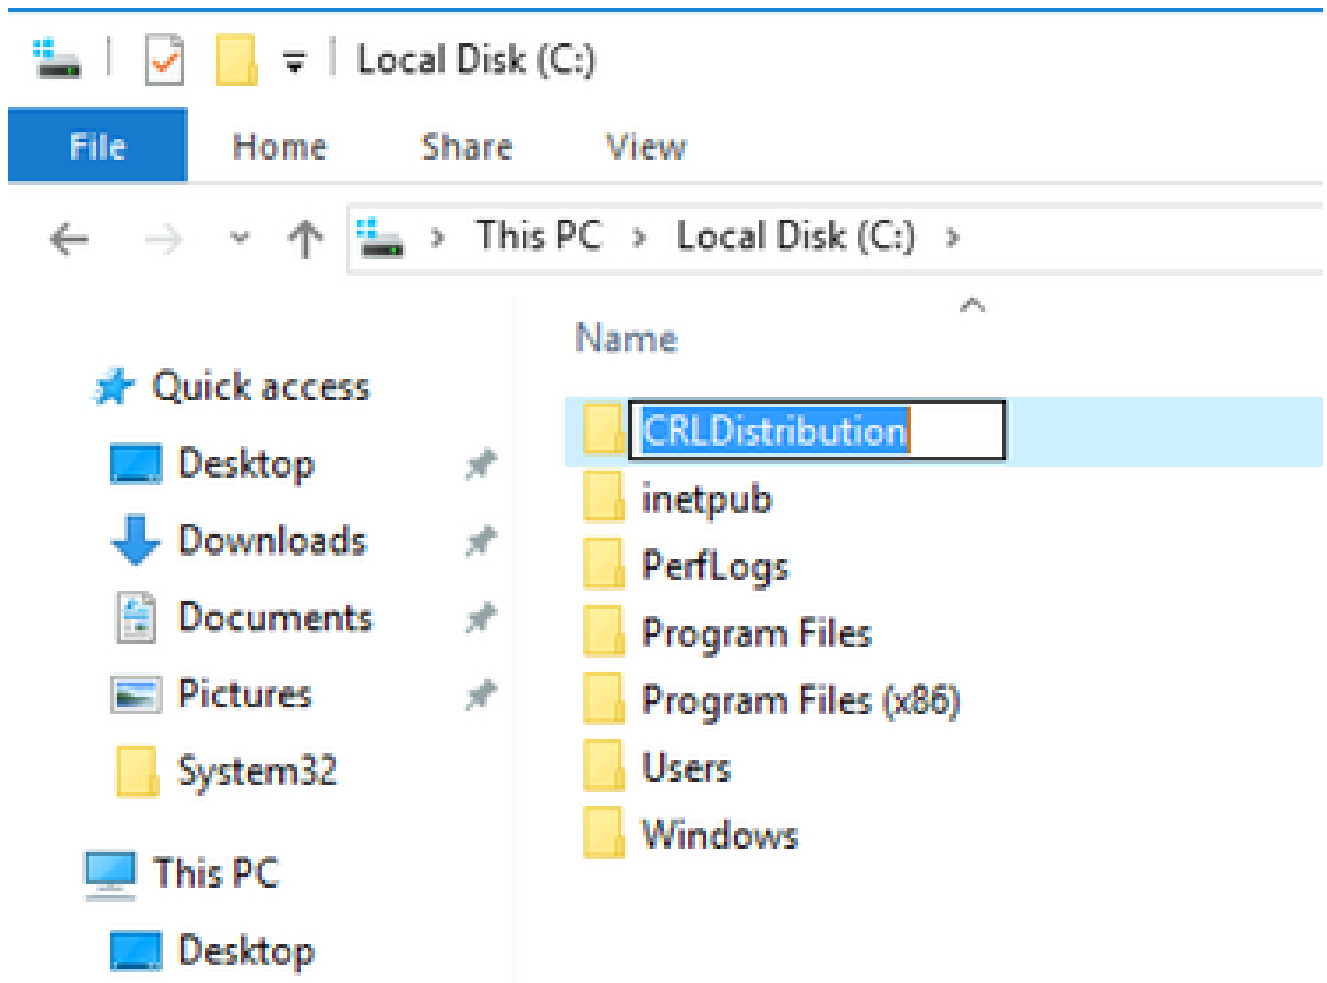 Local Disk (C:)
File Home Share View
This PC > Local Disk (C:) >
Name
Quick access
Desktop
Downloads
Documents
Pictures
System32
This PC
Desktop
CRLDistribution
inetpub
PerfLogs
Program Files
Program Files (x86)
Users
Windows